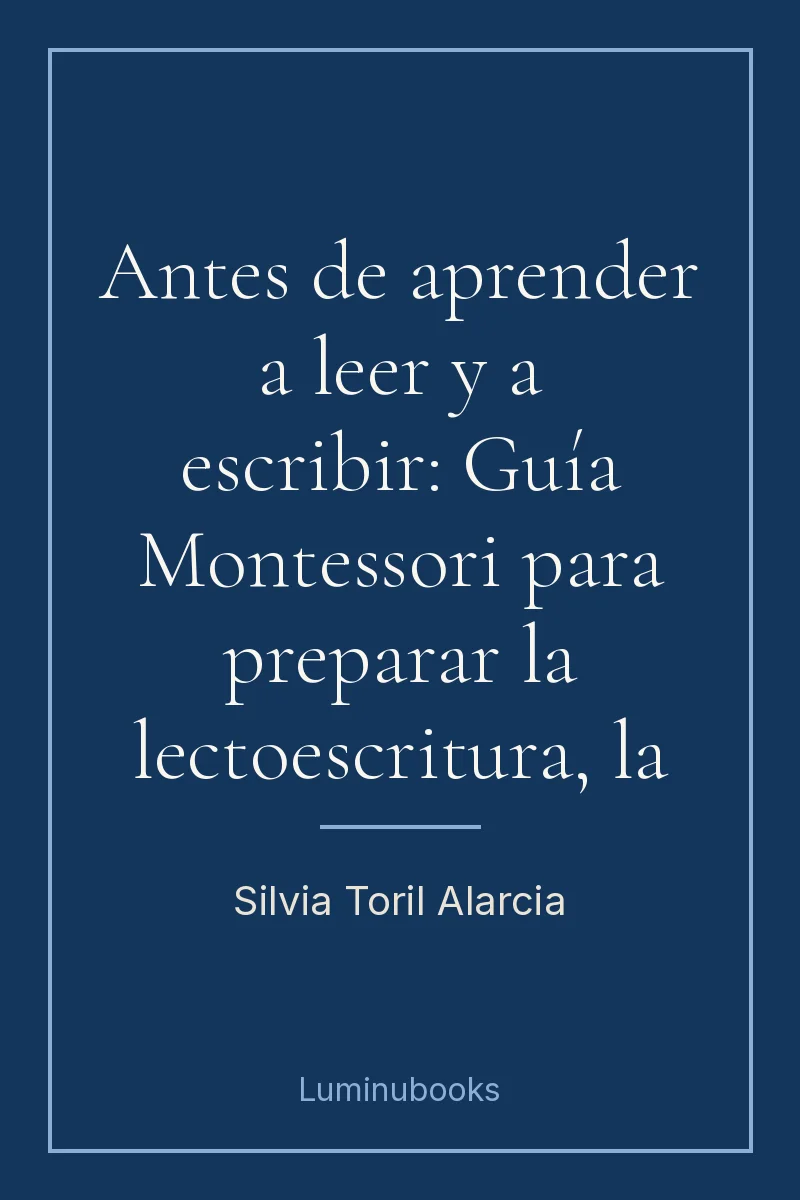 Antes de aprender
a leer y a
escribir: Guía
Montessori para
preparar la
lectoescritura, la
Silvia Toril Alarcia
Luminubooks